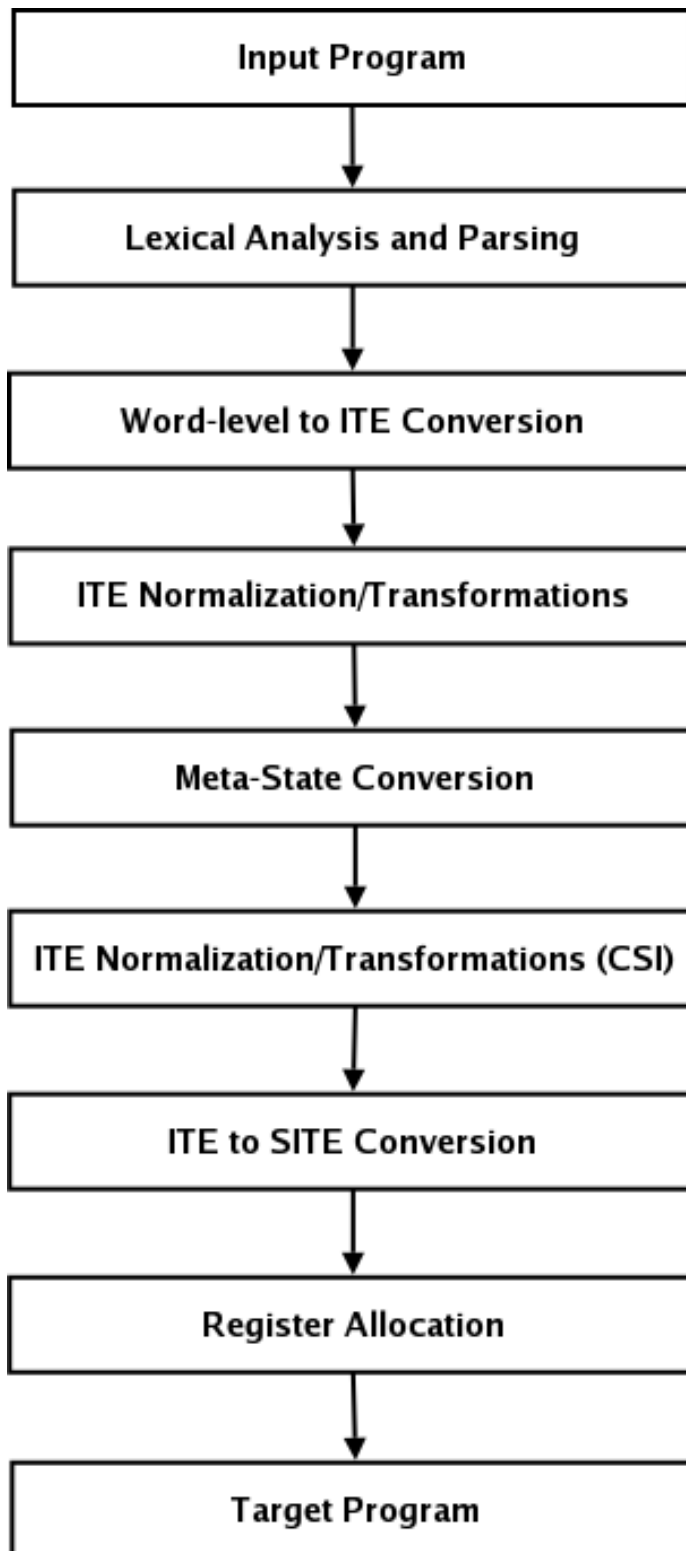 Input Program
Lexical Analysis and Parsing
Word-level to ITE Conversion
ITE Normalization/Transformations
Meta-State Conversion
ITE Normalization/Transformations (CSI)
ITE to SITE Conversion
Register Allocation
Target Program